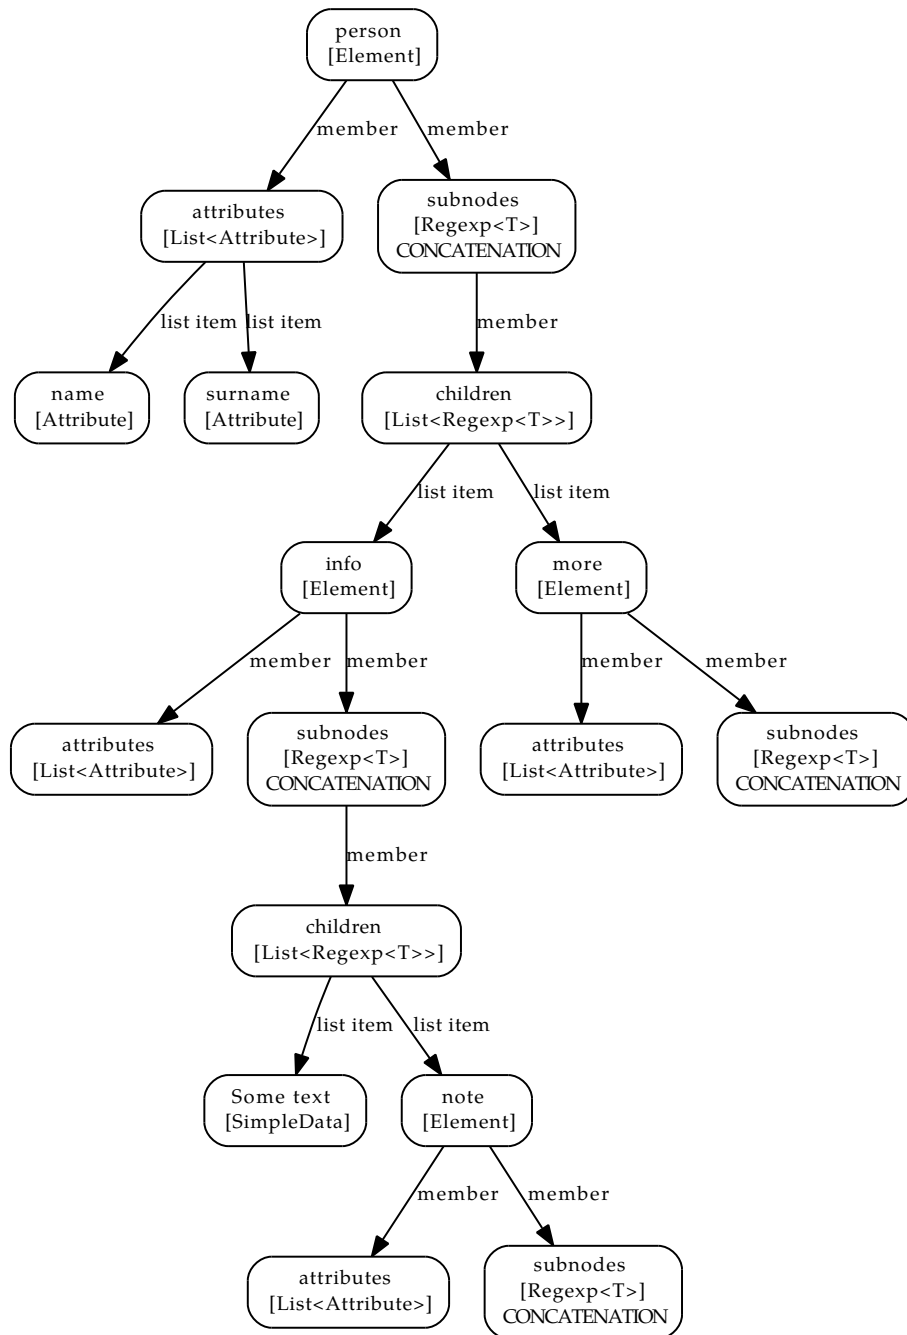 person
[Element]
member
member
attributes
[List<Attribute>]
subnodes
[Regexp<T>]
CONCATENATION
list item
list item
member
name
[Attribute]
surname
[Attribute]
children
[List<Regexp<T>>]
list item
list item
info
[Element]
more
[Element]
member
member
member
member
attributes
[List<Attribute>]
subnodes
[Regexp<T>]
CONCATENATION
attributes
[List<Attribute>]
subnodes
[Regexp<T>]
CONCATENATION
member
children
[List<Regexp<T>>]
list item
list item
Some text
[SimpleData]
note
[Element]
member
member
attributes
[List<Attribute>]
subnodes
[Regexp<T>]
CONCATENATION